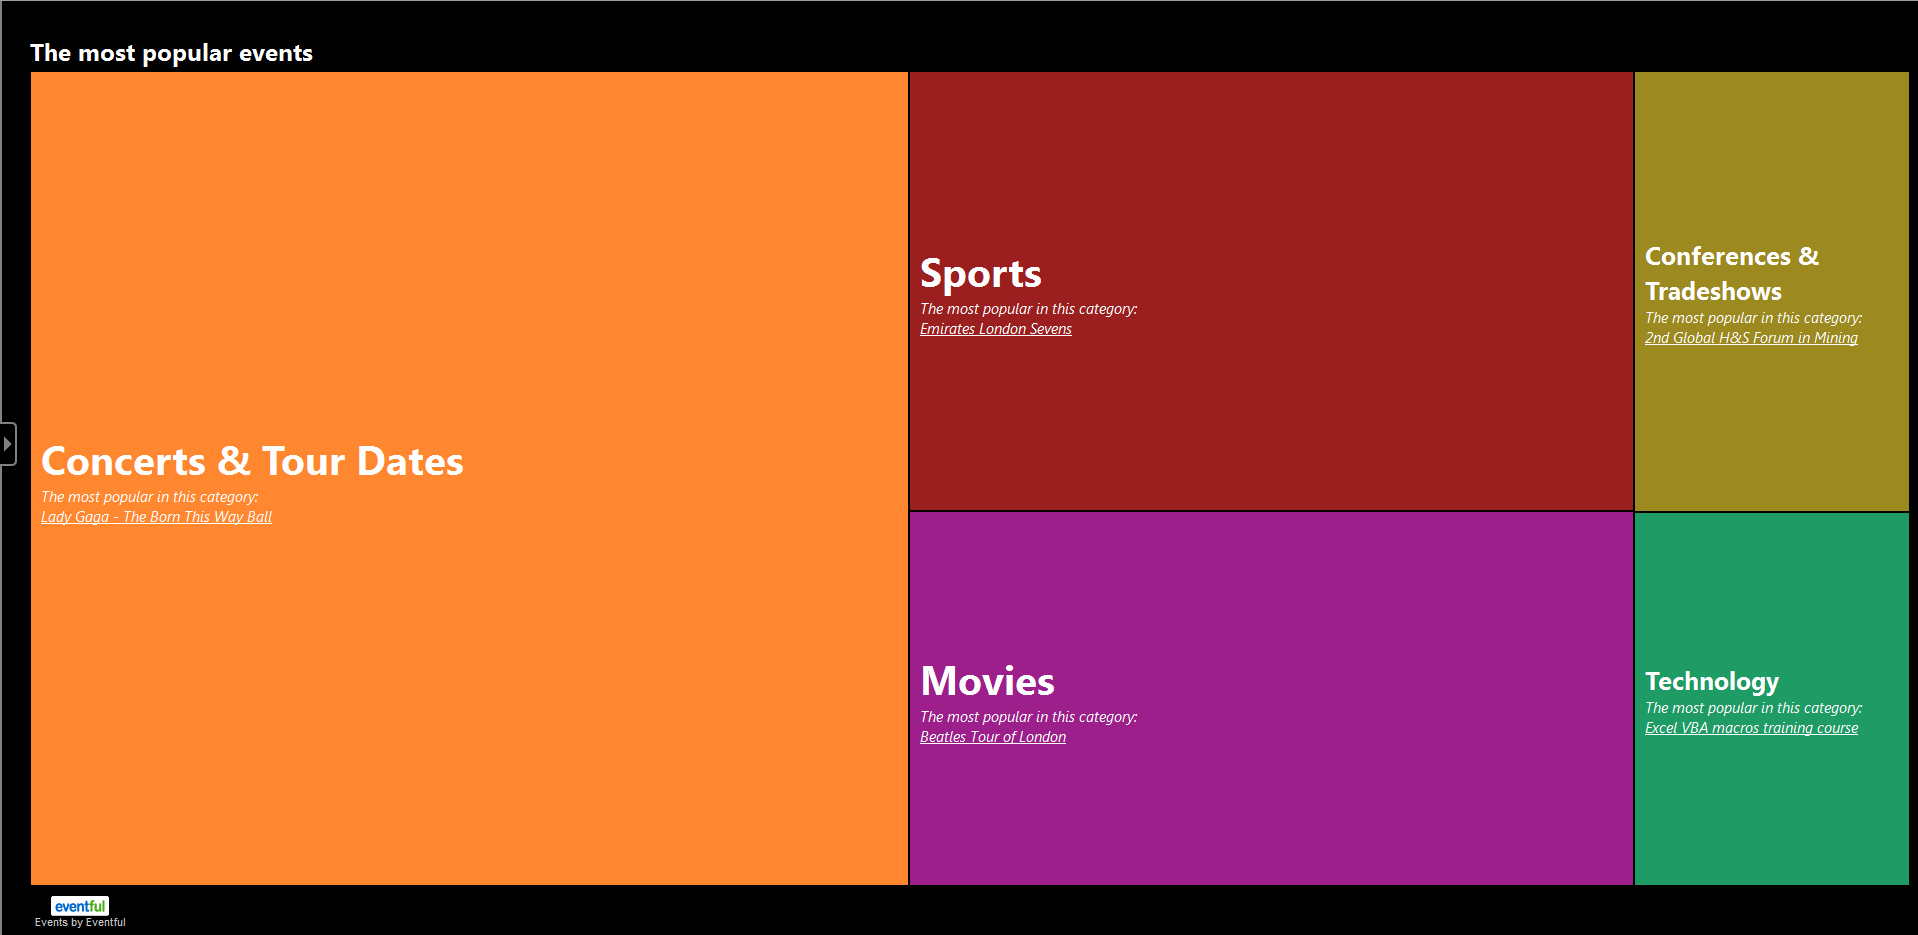 The most popular events
Concerts & Tour Dates
The most popular in this category:
Lady Gaga - The Born This Way Ball
Sports
The most popular in this category:
Emirates London Sevens
Movies
The most popular in this category:
Beatles Tour of London
Conferences &
Tradeshows
The most popular in this category:
2nd Global H&S Forum in Mining
Technology
The most popular in this category:
Excel VBA macros training course
eventful
Events by Eventful